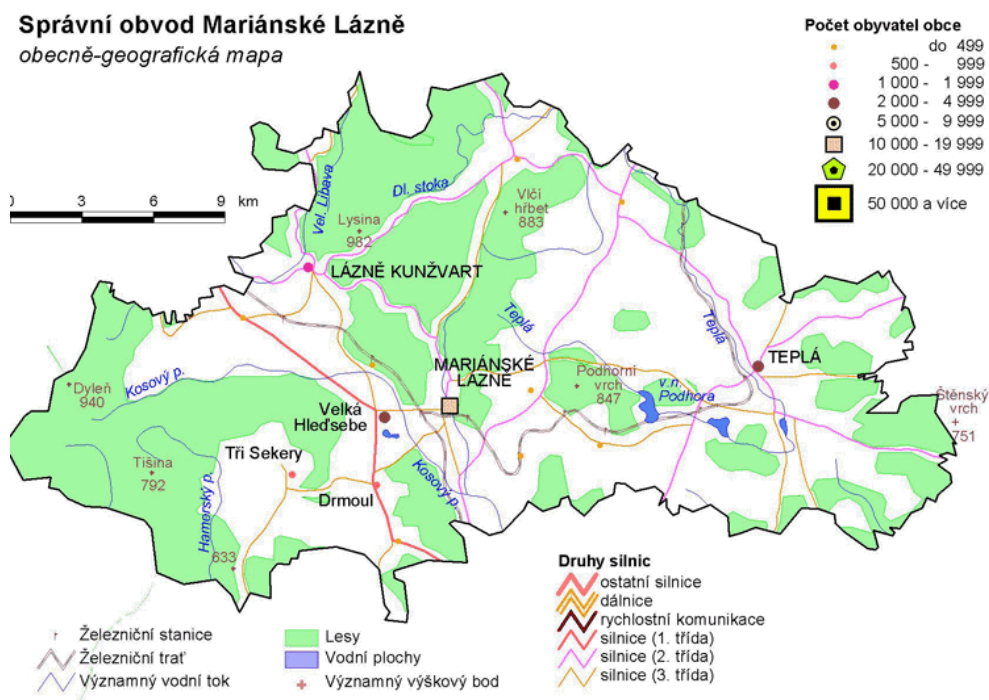 Správní obvod Mariánské Lázně
obecně-geografická mapa
Počet obyvatel obce
do 499
500 - 999
1 000 - 1 999
2 000 - 4 999
5 000 - 9 999
10 000 - 19 999
20 000 - 49 999
50 000 a více
0 3 6 9 km
Vel. Libava
Dl. stoka
Lysina
982
Vlčí
hřbet
883
LÁZNĚ KUNŽVART
Teplá
Teplá
TEPLÁ
Kosový p.
Dyleň
940
MARIÁNSKÉ
LÁZNĚ
Podhorní
vrch
847
v.n.
Podhora
Štěnský
vrch
751
Velká
Hleďsebe
Tři Sekery
Tišina
792
Drmoul
Kosový p.
Hamerský p.
633
Druhy silnic
ostatní silnice
dálnice
rychlostní komunikace
silnice (1. třída)
silnice (2. třída)
silnice (3. třída)
Železniční stanice
Železniční trať
Významný vodní tok
Lesy
Vodní plochy
Významný výškový bod